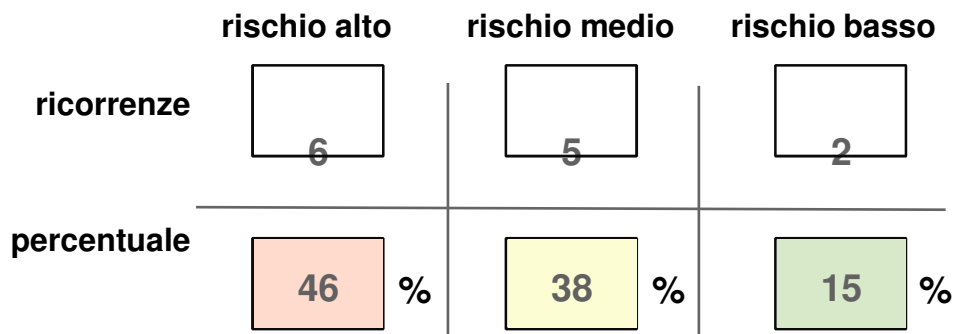 rischio alto rischio medio rischio basso
ricorrenze
6 5 2
percentuale
46 % 38 % 15 %